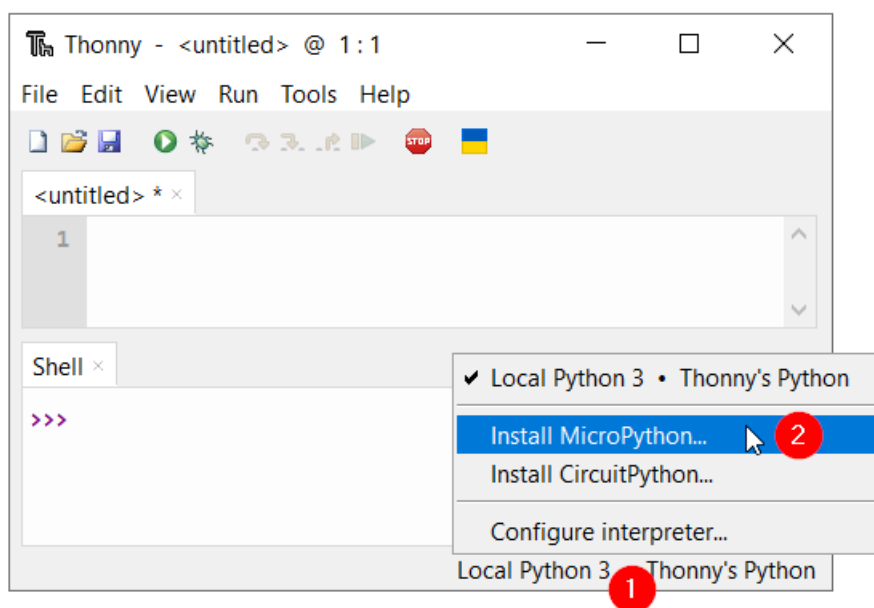 Thonny - <untitled> @ 1:1
File Edit View Run Tools Help
STOP
<untitled> *
1
Shell
>>>
✔ Local Python 3 • Thonny's Python
Install MicroPython... 2
Install CircuitPython...
Configure interpreter...
Local Python 3 1 Thonny's Python